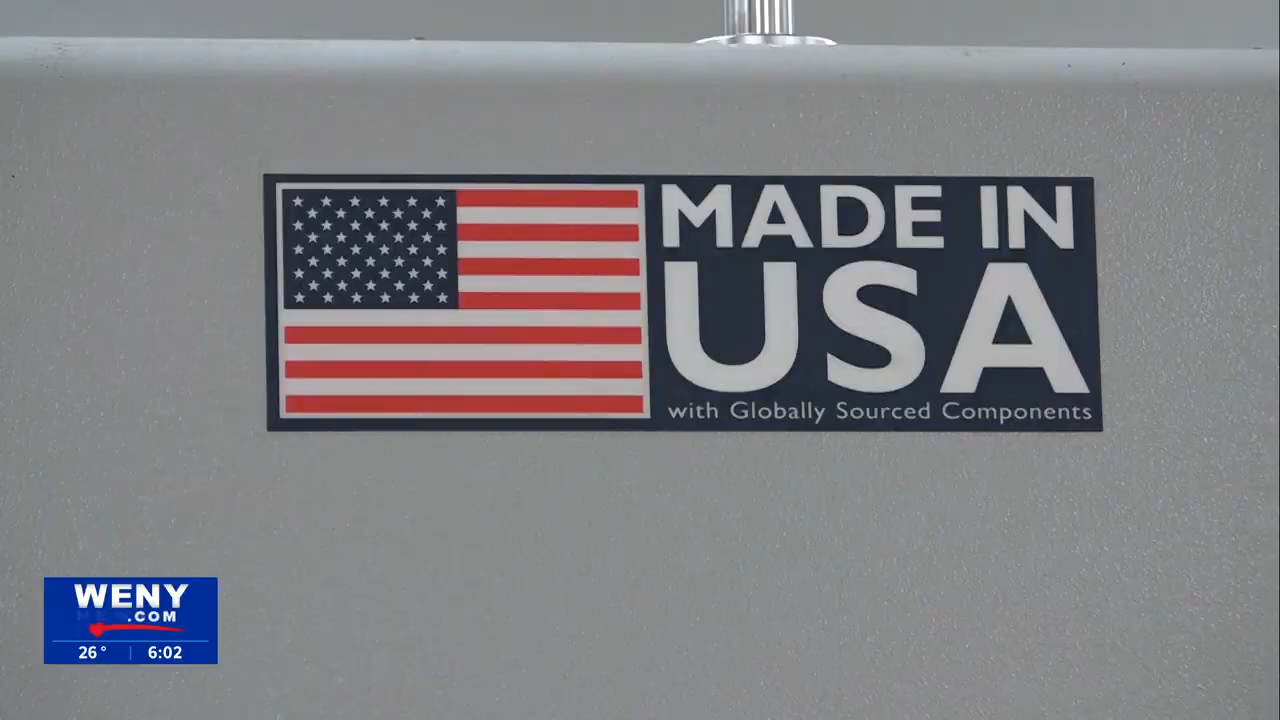 MADE IN
USA
with Globally Sourced Components
WENY
.COM
26° | 6:02